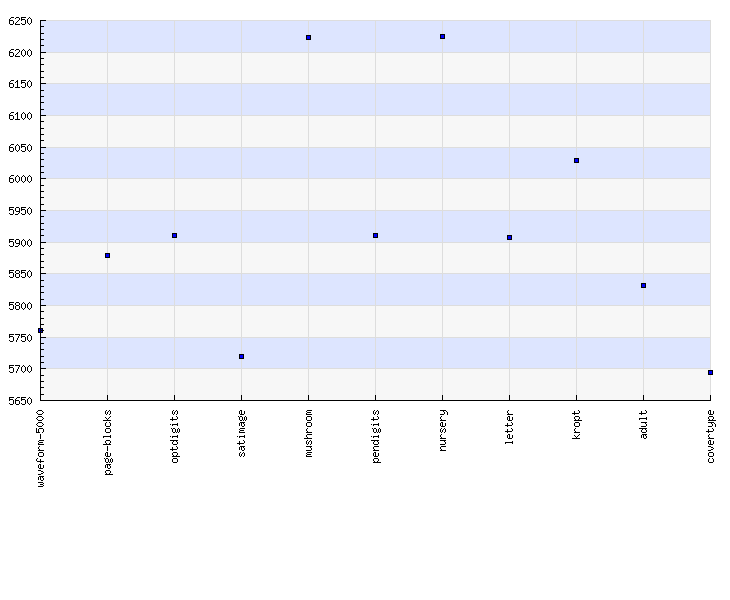 6250
6200
6150
6100
6050
6000
5950
5900
5850
5800
5750
5700
5650
waveform-5000
page-blocks
optdigits
satimage
mushroom
pendigits
nursery
letter
kropt
adult
covertype